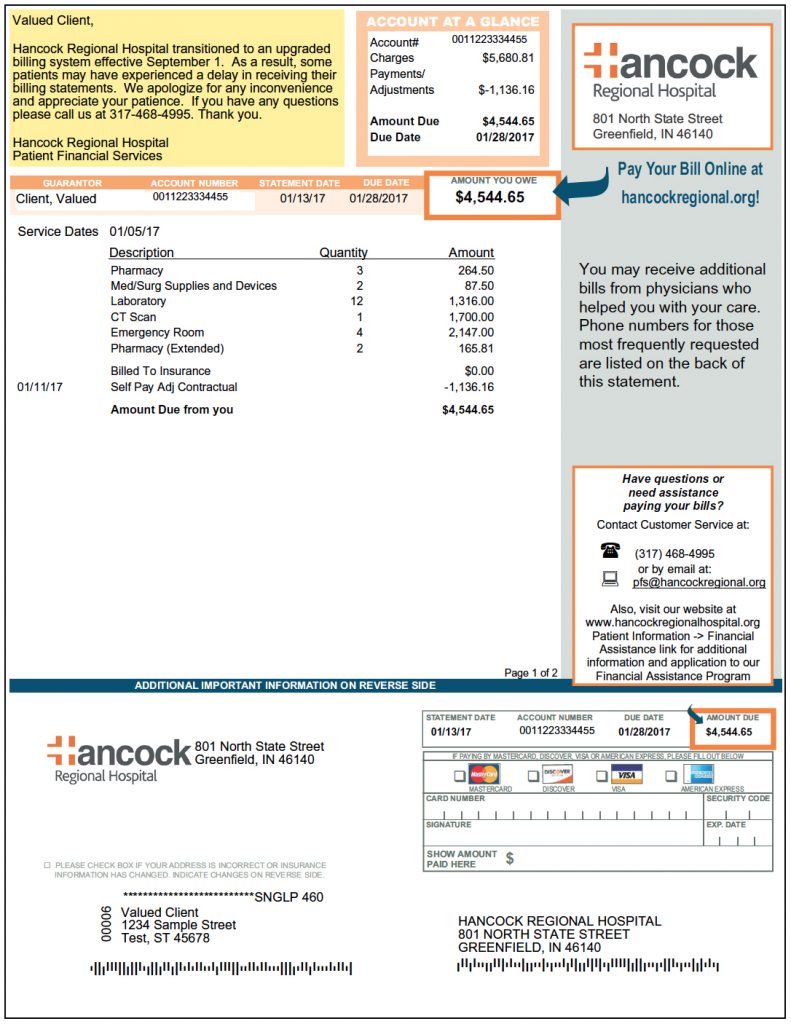 Valued Client,
Hancock Regional Hospital transitioned to an upgraded
billing system effective September 1.  As a result, some
patients may have experienced a delay in receiving their
billing statements.  We apologize for any inconvenience
and appreciate your patience.  If you have any questions
please call us at 317-468-4995. Thank you.
Hancock Regional Hospital
Patient Financial Services
ACCOUNT AT A GLANCE
Account# 0011223334455
Charges $5,680.81
Payments/
Adjustments $-1,136.16
Amount Due $4,544.65
Due Date 01/28/2017
Hancock
Regional Hospital
801 North State Street
Greenfield, IN 46140
Pay Your Bill Online at
hancockregional.org!
GUARANTOR ACCOUNT NUMBER STATEMENT DATE DUE DATE AMOUNT YOU OWE
Client, Valued 0011223334455 01/13/17 01/28/2017 $4,544.65
Service Dates 01/05/17
Description Quantity Amount
Pharmacy 3 264.50
Med/Surg Supplies and Devices 2 87.50
Laboratory 12 1,316.00
CT Scan 1 1,700.00
Emergency Room 4 2,147.00
Pharmacy (Extended) 2 165.81
Billed To Insurance $0.00
01/11/17 Self Pay Adj Contractual -1,136.16
Amount Due from you $4,544.65
You may receive additional
bills from physicians who
helped you with your care.
Phone numbers for those
most frequently requested
are listed on the back of
this statement.
Have questions or
need assistance
paying your bills?
Contact Customer Service at:
(317) 468-4995
or by email at:
pfs@hancockregional.org
Also, visit our website at
www.hancockregionalhospital.org
Patient Information -> Financial
Assistance link for additional
information and application to our
Financial Assistance Program
Page 1 of 2
ADDITIONAL IMPORTANT INFORMATION ON REVERSE SIDE
Hancock
Regional Hospital
801 North State Street
Greenfield, IN 46140
STATEMENT DATE ACCOUNT NUMBER DUE DATE AMOUNT DUE
01/13/17 0011223334455 01/28/2017 $4,544.65
IF PAYING BY MASTERCARD, DISCOVER, VISA OR AMERICAN EXPRESS, PLEASE FILL OUT BELOW
MasterCard DISCOVER VISA
MASTERCARD DISCOVER VISA AMERICAN EXPRESS
CARD NUMBER SECURITY CODE
SIGNATURE EXP. DATE
SHOW AMOUNT
PAID HERE $
PLEASE CHECK BOX IF YOUR ADDRESS IS INCORRECT OR INSURANCE
INFORMATION HAS CHANGED. INDICATE CHANGES ON REVERSE SIDE.
**************************SNGLP 460
00006
Valued Client
1234 Sample Street
Test, ST 45678
HANCOCK REGIONAL HOSPITAL
801 NORTH STATE STREET
GREENFIELD, IN 46140